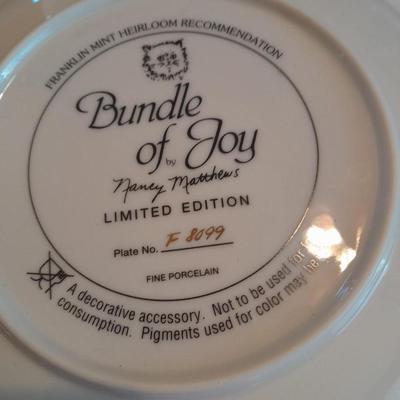 FRANKLIN MINT HEIRLOOM RECOMMENDATION
Bundle
of by Joy
Nancy Matthews
LIMITED EDITION
Plate No. F 8099
FINE PORCELAIN
A decorative accessory. Not to be used for
consumption. Pigments used for color may